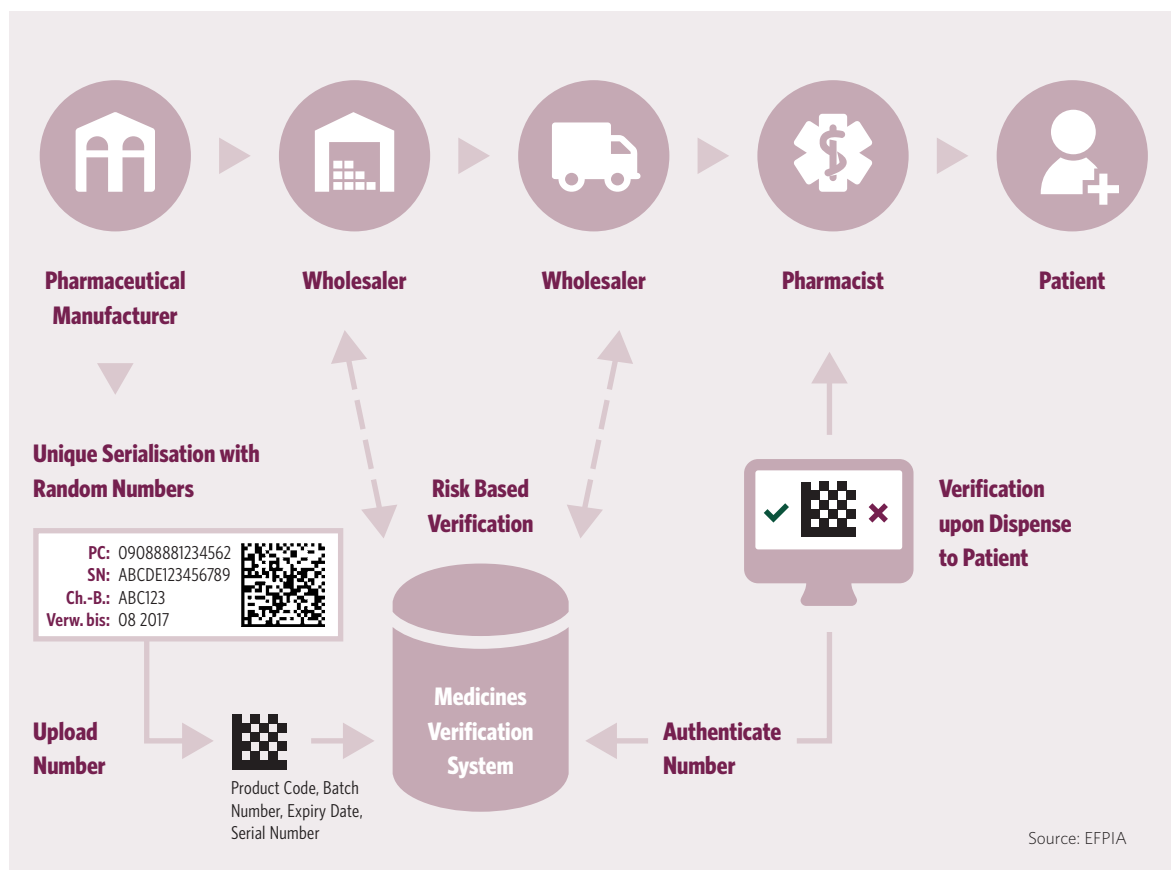 Pharmaceutical
Manufacturer
Wholesaler
Wholesaler
Pharmacist
Patient
Unique Serialisation with
Random Numbers
PC: 09088881234562
SN: ABCDE123456789
Ch.-B.: ABC123
Verw. bis: 08 2017
Risk Based
Verification
Verification
upon Dispense
to Patient
Upload
Number
Product Code, Batch
Number, Expiry Date,
Serial Number
Medicines
Verification
System
Authenticate
Number
Source: EFPIA